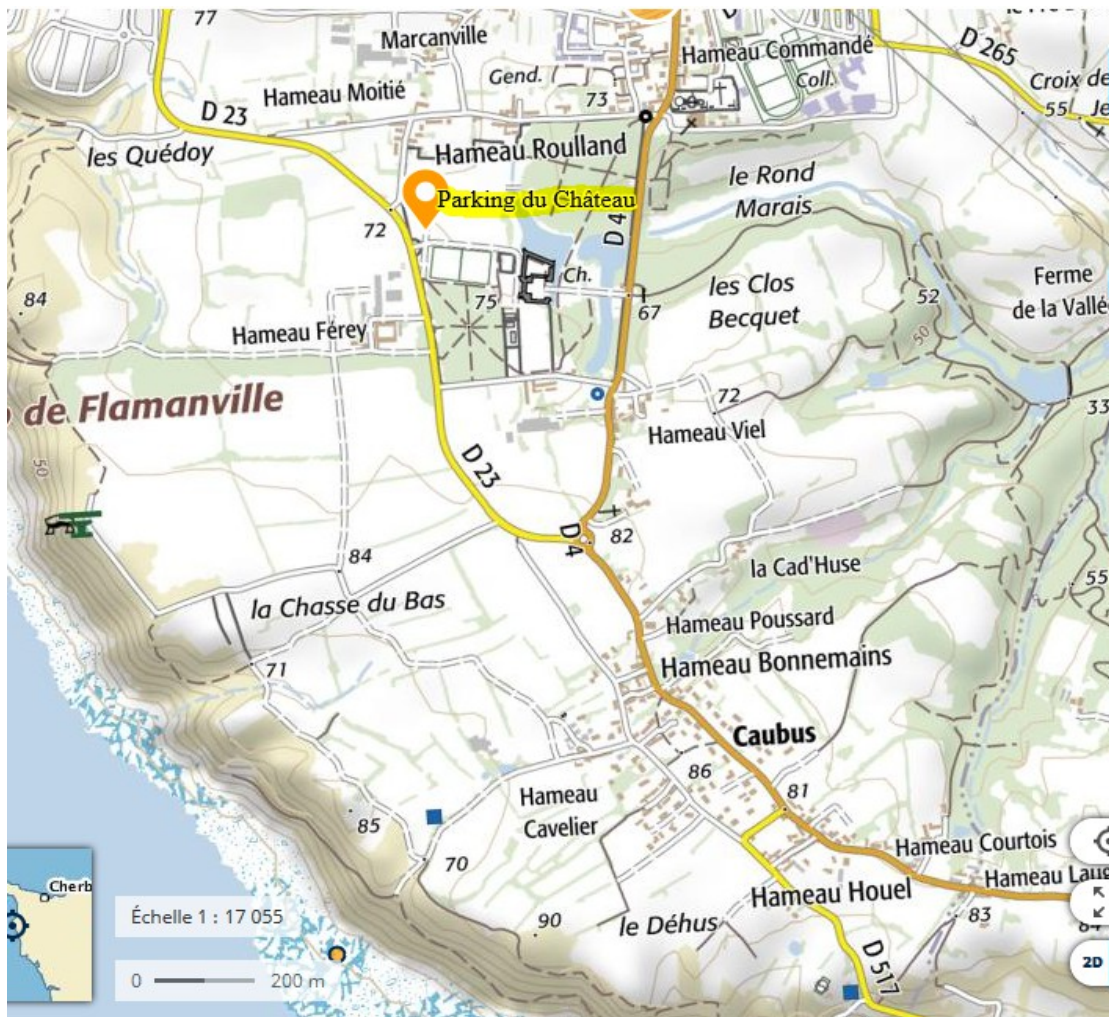 77
Marcanville
Hameau Commandé
D 265
Gend.
Coll.
Croix de
D 23
Hameau Moitié
73
55
Je
les Quédoy
Hameau Roulland
le Rond
Marais
Parking du Château
D 4
72
Ch.
les Clos
Becquet
Ferme
de la Vallé
84
75
67
52
50
Hameau Férey
de Flamanville
72
33
Hameau Viel
50
D 23
82
D 4
84
la Cad'Huse
55
la Chasse du Bas
Hameau Poussard
Hameau Bonnemains
71
Caubus
86
81
Hameau
Cavelier
85
70
Hameau Courtois
Hameau Laug
Cherb
Hameau Houel
Échelle 1 : 17 055
90
le Déhus
83
84
0 200 m
D 517
2D